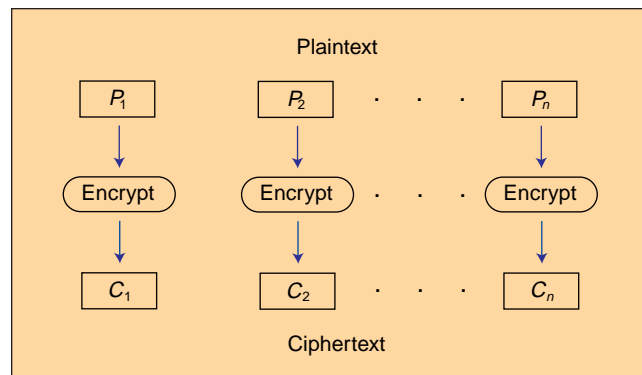 Plaintext
P₁ P₂ · · · Pₙ
Encrypt Encrypt · · · Encrypt
C₁ C₂ · · · Cₙ
Ciphertext